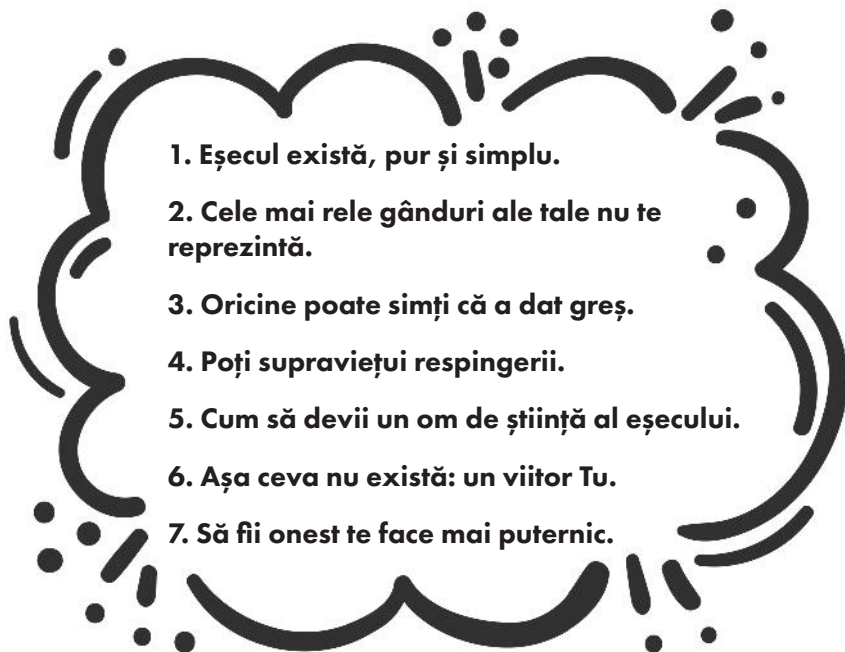 1. Eșecul există, pur și simplu.
2. Cele mai rele gânduri ale tale nu te
reprezintă.
3. Oricine poate simți că a dat greș.
4. Poți supraviețui respingerii.
5. Cum să devii un om de știință al eșecului.
6. Așa ceva nu există: un viitor Tu.
7. Să fii onest te face mai puternic.